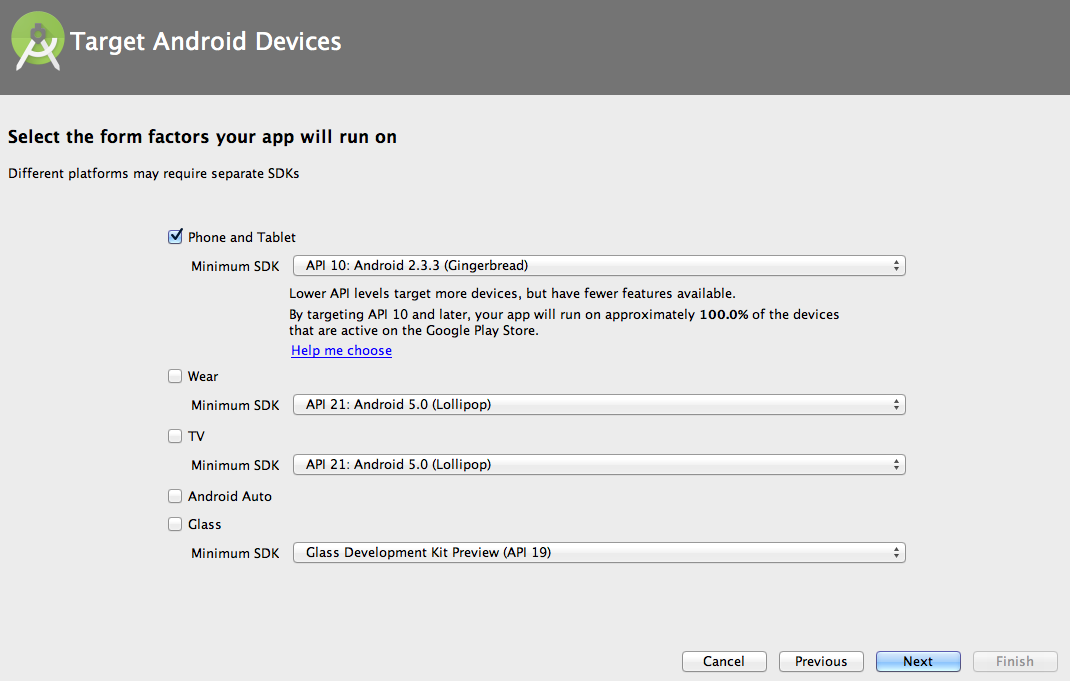 Target Android Devices
Select the form factors your app will run on
Different platforms may require separate SDKs
Phone and Tablet
Minimum SDK API 10: Android 2.3.3 (Gingerbread)
Lower API levels target more devices, but have fewer features available.
By targeting API 10 and later, your app will run on approximately 100.0% of the devices
that are active on the Google Play Store.
Help me choose
Wear
Minimum SDK API 21: Android 5.0 (Lollipop)
TV
Minimum SDK API 21: Android 5.0 (Lollipop)
Android Auto
Glass
Minimum SDK Glass Development Kit Preview (API 19)
Cancel Previous Next Finish